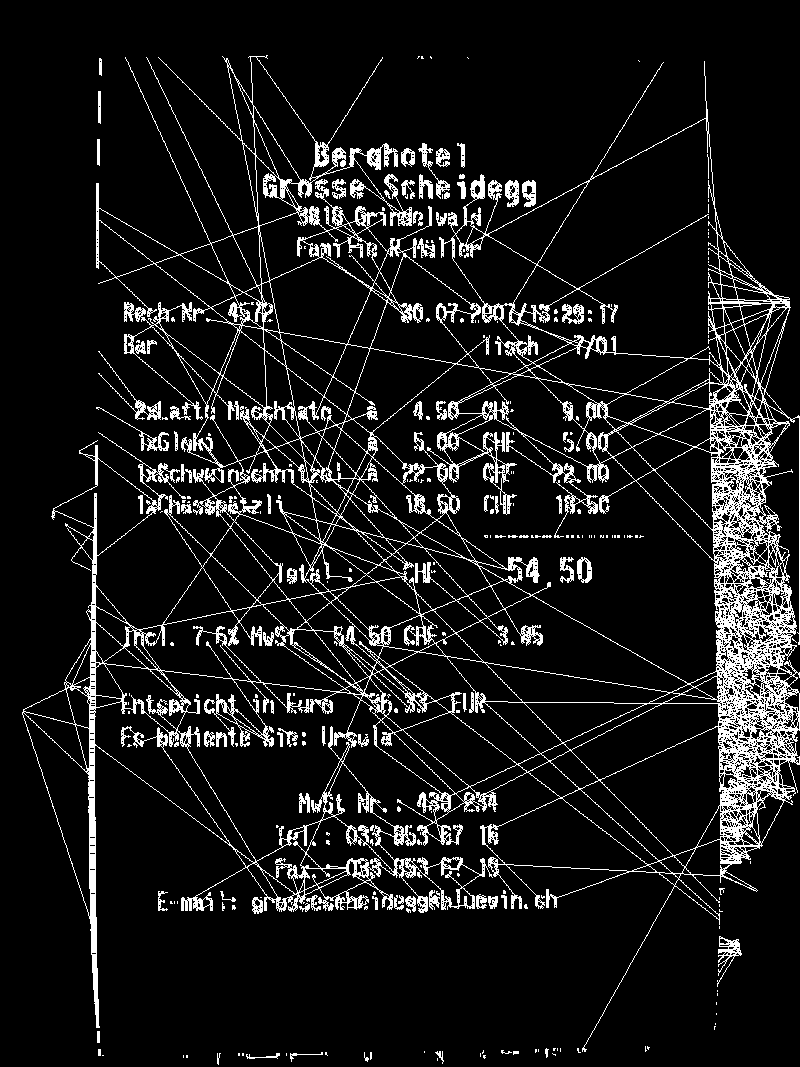 Berghotel
Grosse Scheidegg
3818 Grindelwald
Familie R.Müller
Rech.Nr. 4572 30.07.2007/13:29:17
Bar Tisch 7/01
2xLatte Macchiato à 4.50 CHF 9.00
1xGloki à 5.00 CHF 5.00
1xSchweinschnitzel à 22.00 CHF 22.00
1xChässpätzli à 18.50 CHF 18.50
Total: CHF 54.50
Incl. 7.6% MwSt 54.50 CHF: 3.85
Entspricht in Euro 36.33 EUR
Es bediente Sie: Ursula
MwSt Nr.: 430 234
Tel.: 033 853 67 16
Fax.: 033 853 67 19
E-mail: grossescheidegg@bluewin.ch